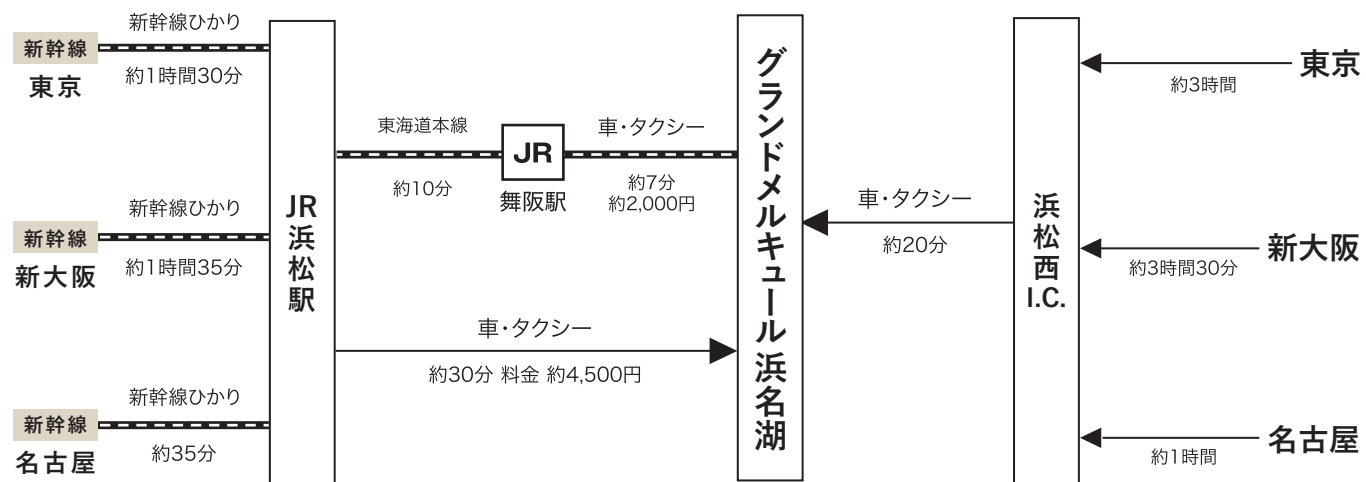 新幹線ひかり
新幹線
東京
約1時間30分
新幹線ひかり
新幹線
新大阪
約1時間35分
新幹線ひかり
新幹線
名古屋
約35分
JR浜松駅
東海道本線
約10分
JR
舞阪駅
車・タクシー
約7分
約2,000円
車・タクシー
約30分 料金 約4,500円
グランドメルキュール浜名湖
車・タクシー
約20分
浜松西I.C.
東京
約3時間
新大阪
約3時間30分
名古屋
約1時間